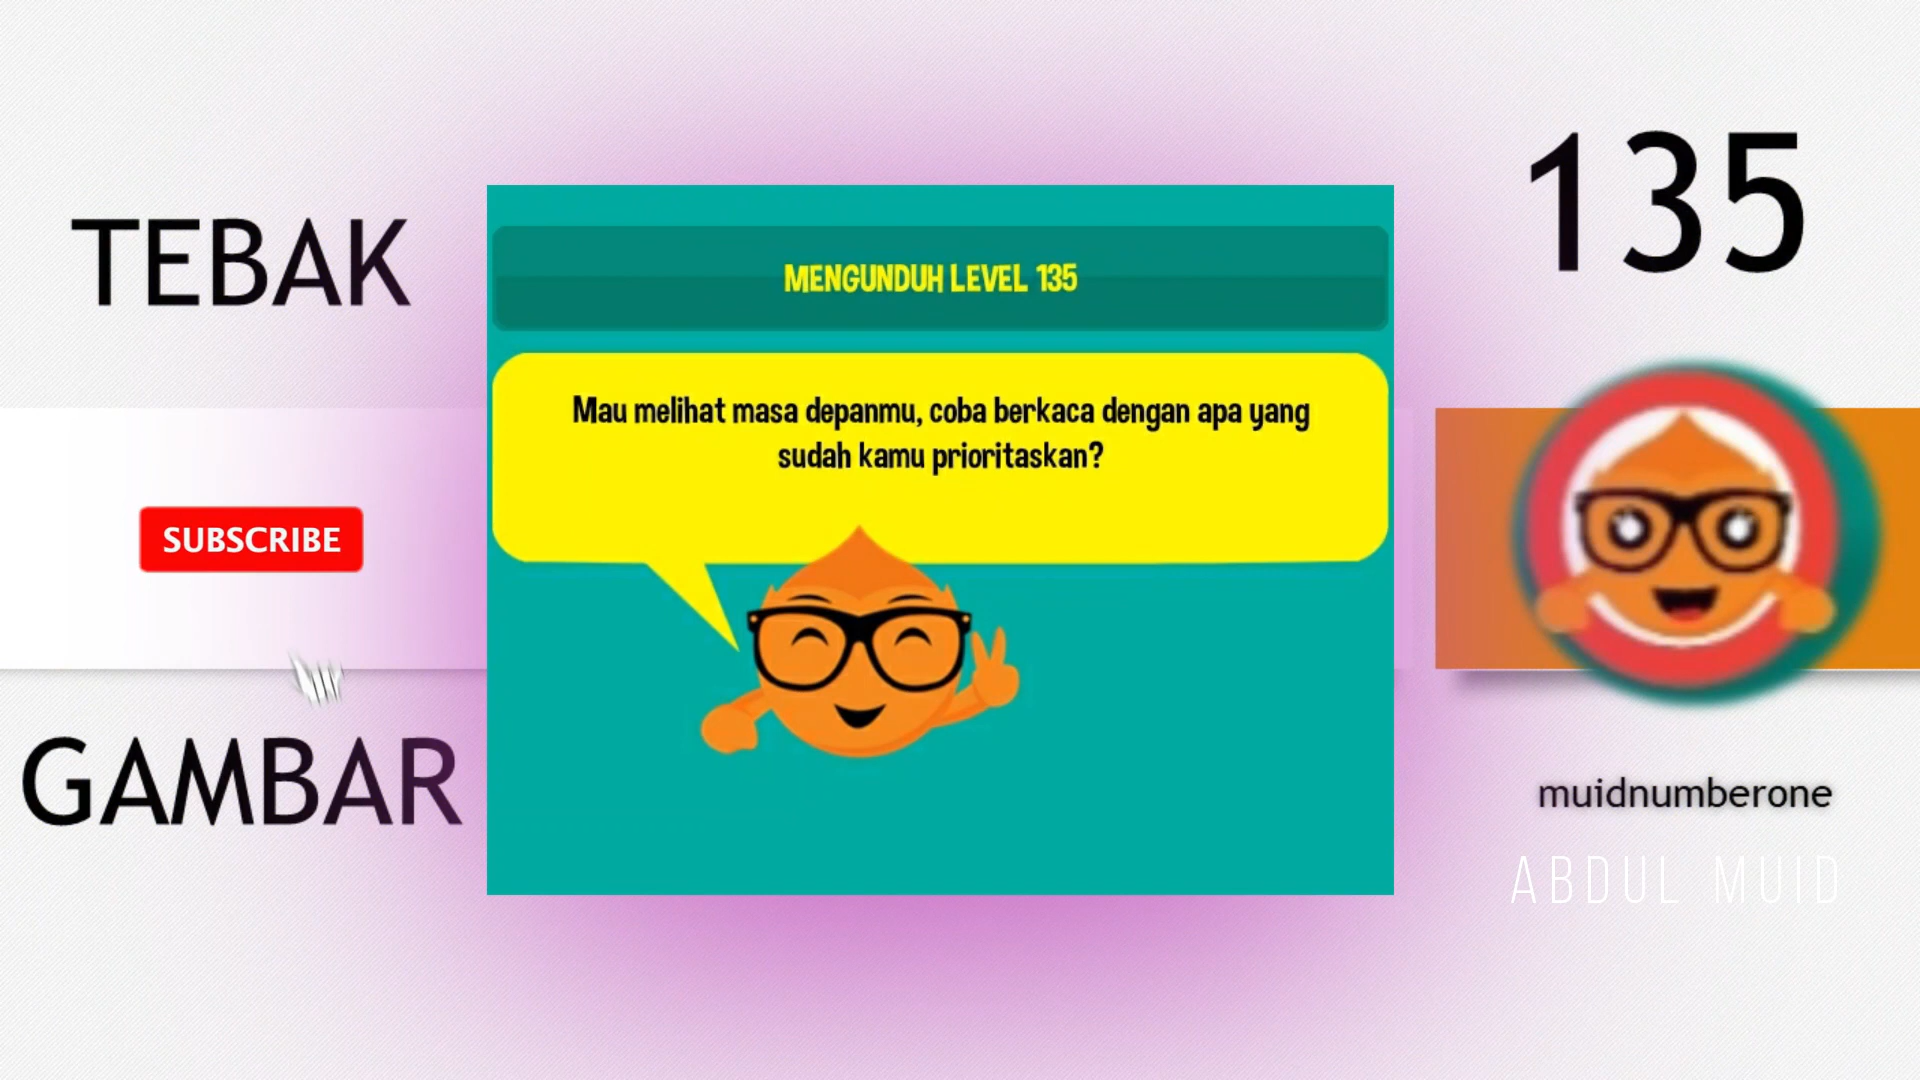 TEBAK
SUBSCRIBE
GAMBAR
MENGUNDUH LEVEL 135
Mau melihat masa depanmu, coba berkaca dengan apa yang
sudah kamu prioritaskan?
135
muidnumberone
ABDUL MUID